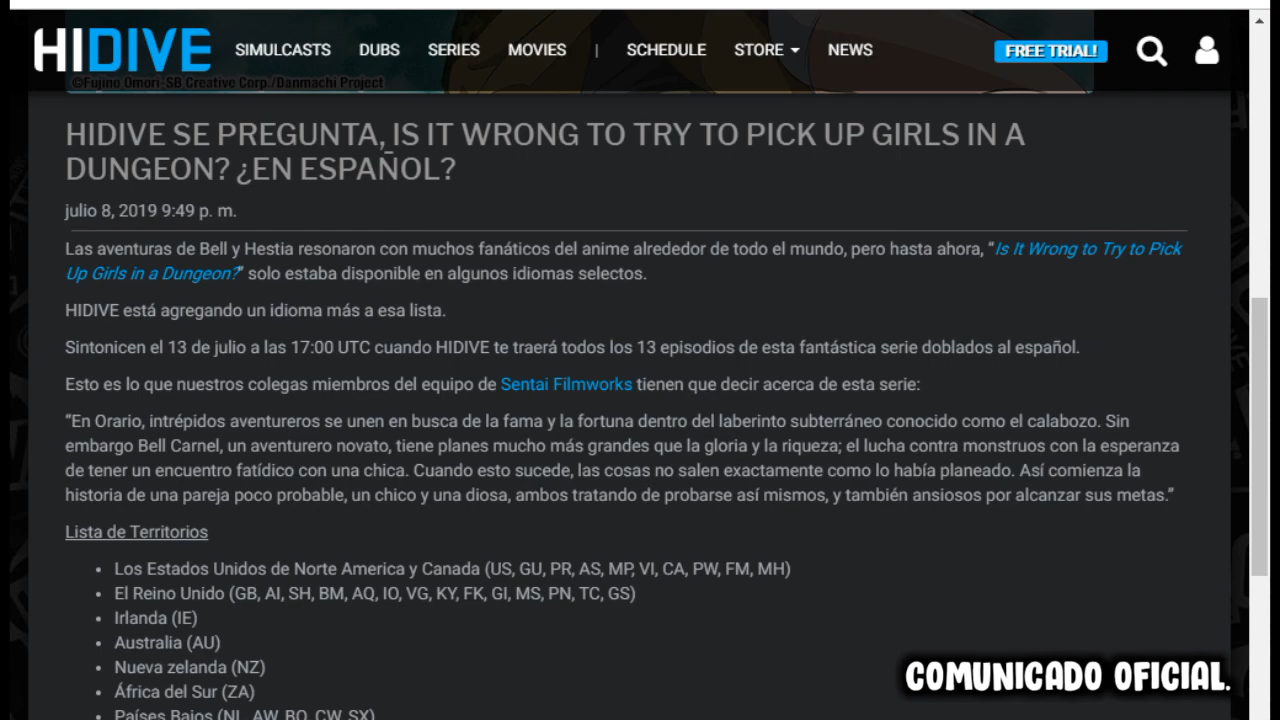 HIDIVE SIMULCASTS DUBS SERIES MOVIES | SCHEDULE STORE NEWS FREE TRIAL!
©Fujino Omori-SB Creative Corp./Danmachi Project
HIDIVE SE PREGUNTA, IS IT WRONG TO TRY TO PICK UP GIRLS IN A
DUNGEON? ¿EN ESPAÑOL?
julio 8, 2019 9:49 p. m.
Las aventuras de Bell y Hestia resonaron con muchos fanáticos del anime alrededor de todo el mundo, pero hasta ahora, “Is It Wrong to Try to Pick
Up Girls in a Dungeon?” solo estaba disponible en algunos idiomas selectos.
HIDIVE está agregando un idioma más a esa lista.
Sintonicen el 13 de julio a las 17:00 UTC cuando HIDIVE te traerá todos los 13 episodios de esta fantástica serie doblados al español.
Esto es lo que nuestros colegas miembros del equipo de Sentai Filmworks tienen que decir acerca de esta serie:
“En Orario, intrépidos aventureros se unen en busca de la fama y la fortuna dentro del laberinto subterráneo conocido como el calabozo. Sin
embargo Bell Carnel, un aventurero novato, tiene planes mucho más grandes que la gloria y la riqueza; el lucha contra monstruos con la esperanza
de tener un encuentro fatídico con una chica. Cuando esto sucede, las cosas no salen exactamente como lo había planeado. Así comienza la
historia de una pareja poco probable, un chico y una diosa, ambos tratando de probarse así mismos, y también ansiosos por alcanzar sus metas.”
Lista de Territorios
• Los Estados Unidos de Norte America y Canada (US, GU, PR, AS, MP, VI, CA, PW, FM, MH)
• El Reino Unido (GB, AI, SH, BM, AQ, IO, VG, KY, FK, GI, MS, PN, TC, GS)
• Irlanda (IE)
• Australia (AU)
• Nueva zelanda (NZ)
• África del Sur (ZA)
• Países Bajos (NL, AW, BQ, CW, SX)
COMUNICADO OFICIAL.